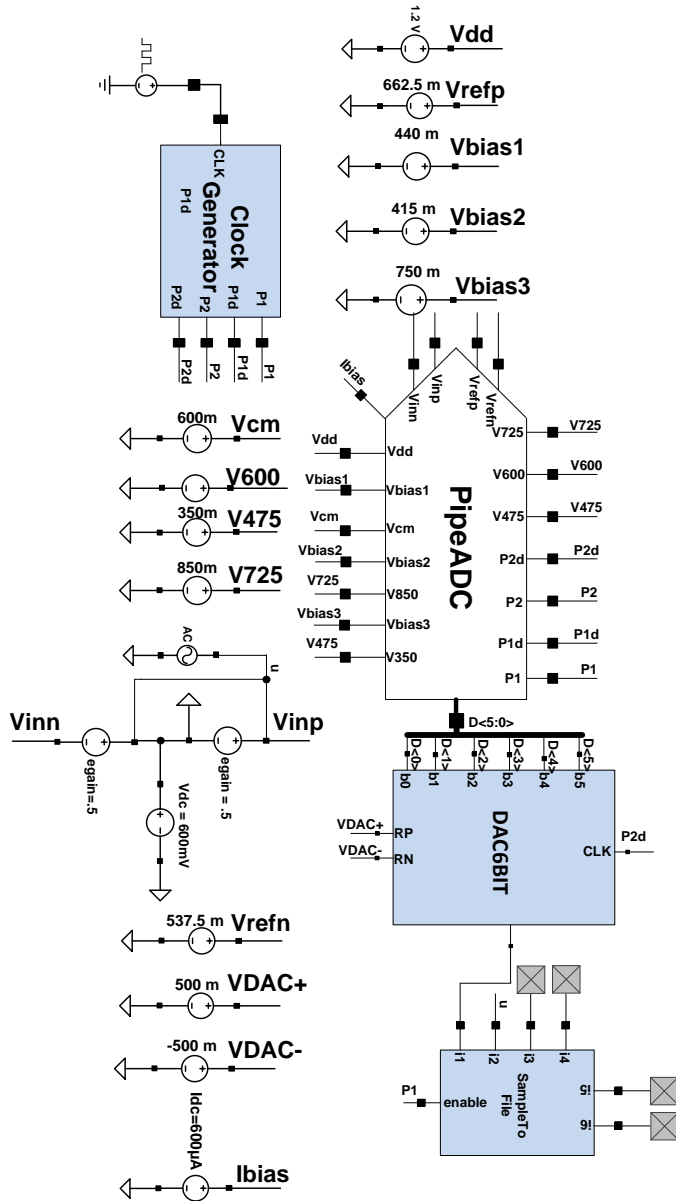 1.2 V
Vdd
662.5 m
Vrefp
440 m
Vbias1
415 m
Vbias2
750 m
Vbias3
CLK
Clock
Generator
P1d
P2d
P2
P1d
P1
P2d
P2
P1d
P1
600m
Vcm
V600
350m
V475
850m
V725
AC
u
Vinn
Vinp
egain=.5
egain = .5
Vdc = 600mV
537.5 m
Vrefn
500 m
VDAC+
-500 m
VDAC-
Idc=600µA
Ibias
Ibias
Vinn
Vinp
Vrefp
Vrefn
PipeADC
Vdd
Vdd
Vbias1
Vbias1
Vcm
Vcm
Vbias2
Vbias2
V725
V850
Vbias3
Vbias3
V475
V350
V725
V725
V600
V600
V475
V475
P2d
P2d
P2
P2
P1d
P1d
P1
P1
D<5:0>
D<0>
D<1>
D<2>
D<3>
D<4>
D<5>
b0
b1
b2
b3
b4
b5
VDAC+
RP
VDAC-
RN
DAC6BIT
CLK
P2d
u
i1
i2
i3
i4
i5
i6
P1
enable
SampleTo
File